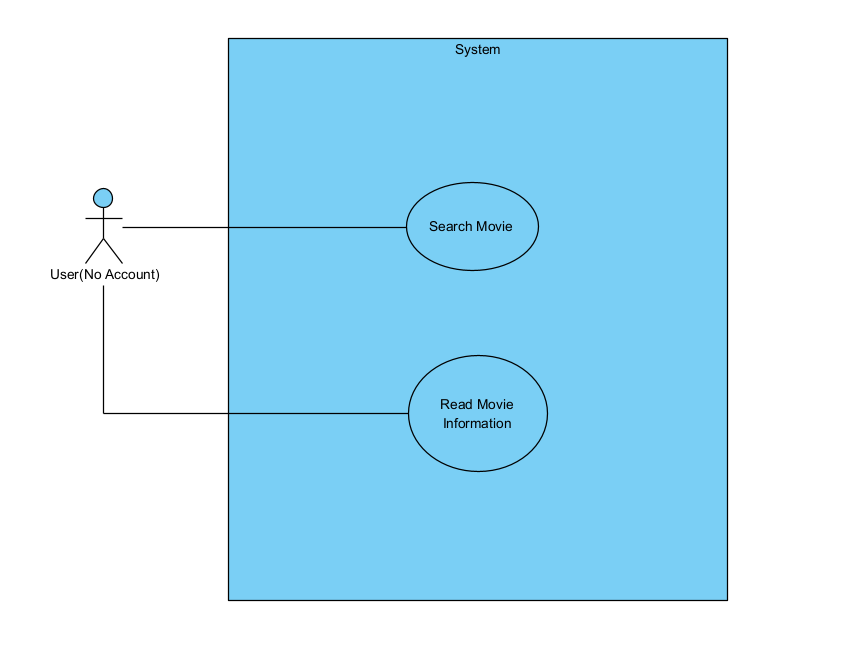 System
Search Movie
User(No Account)
Read Movie
Information